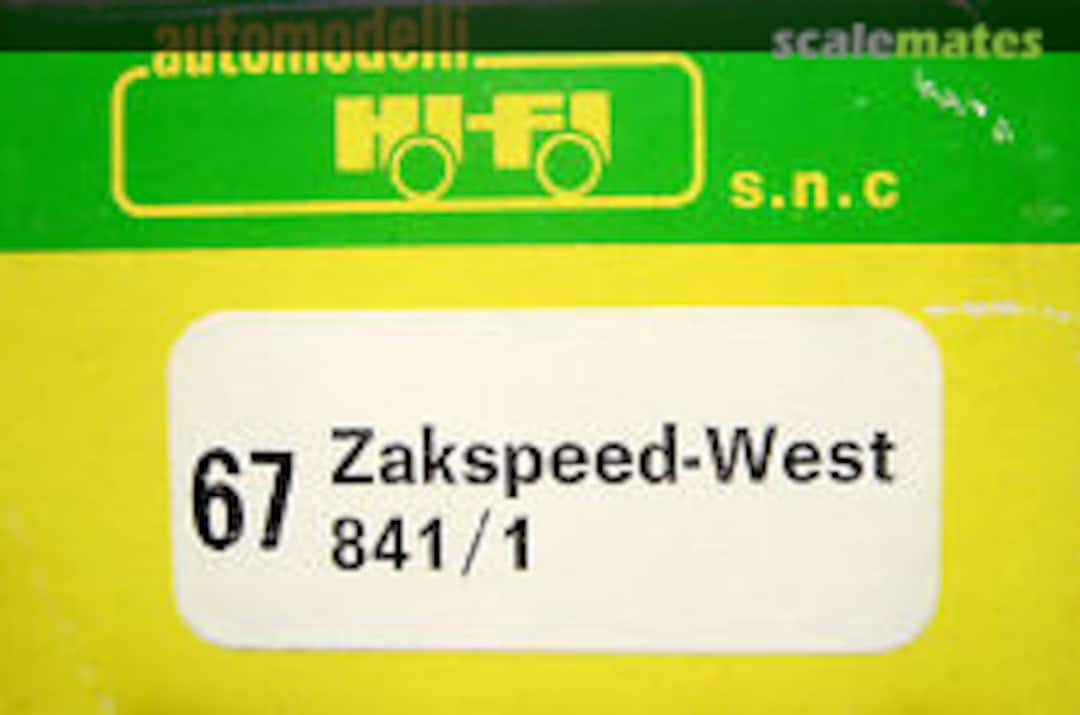 scalemates
automodelli
HI-FI
s.n.c
67 Zakspeed-West
841/1